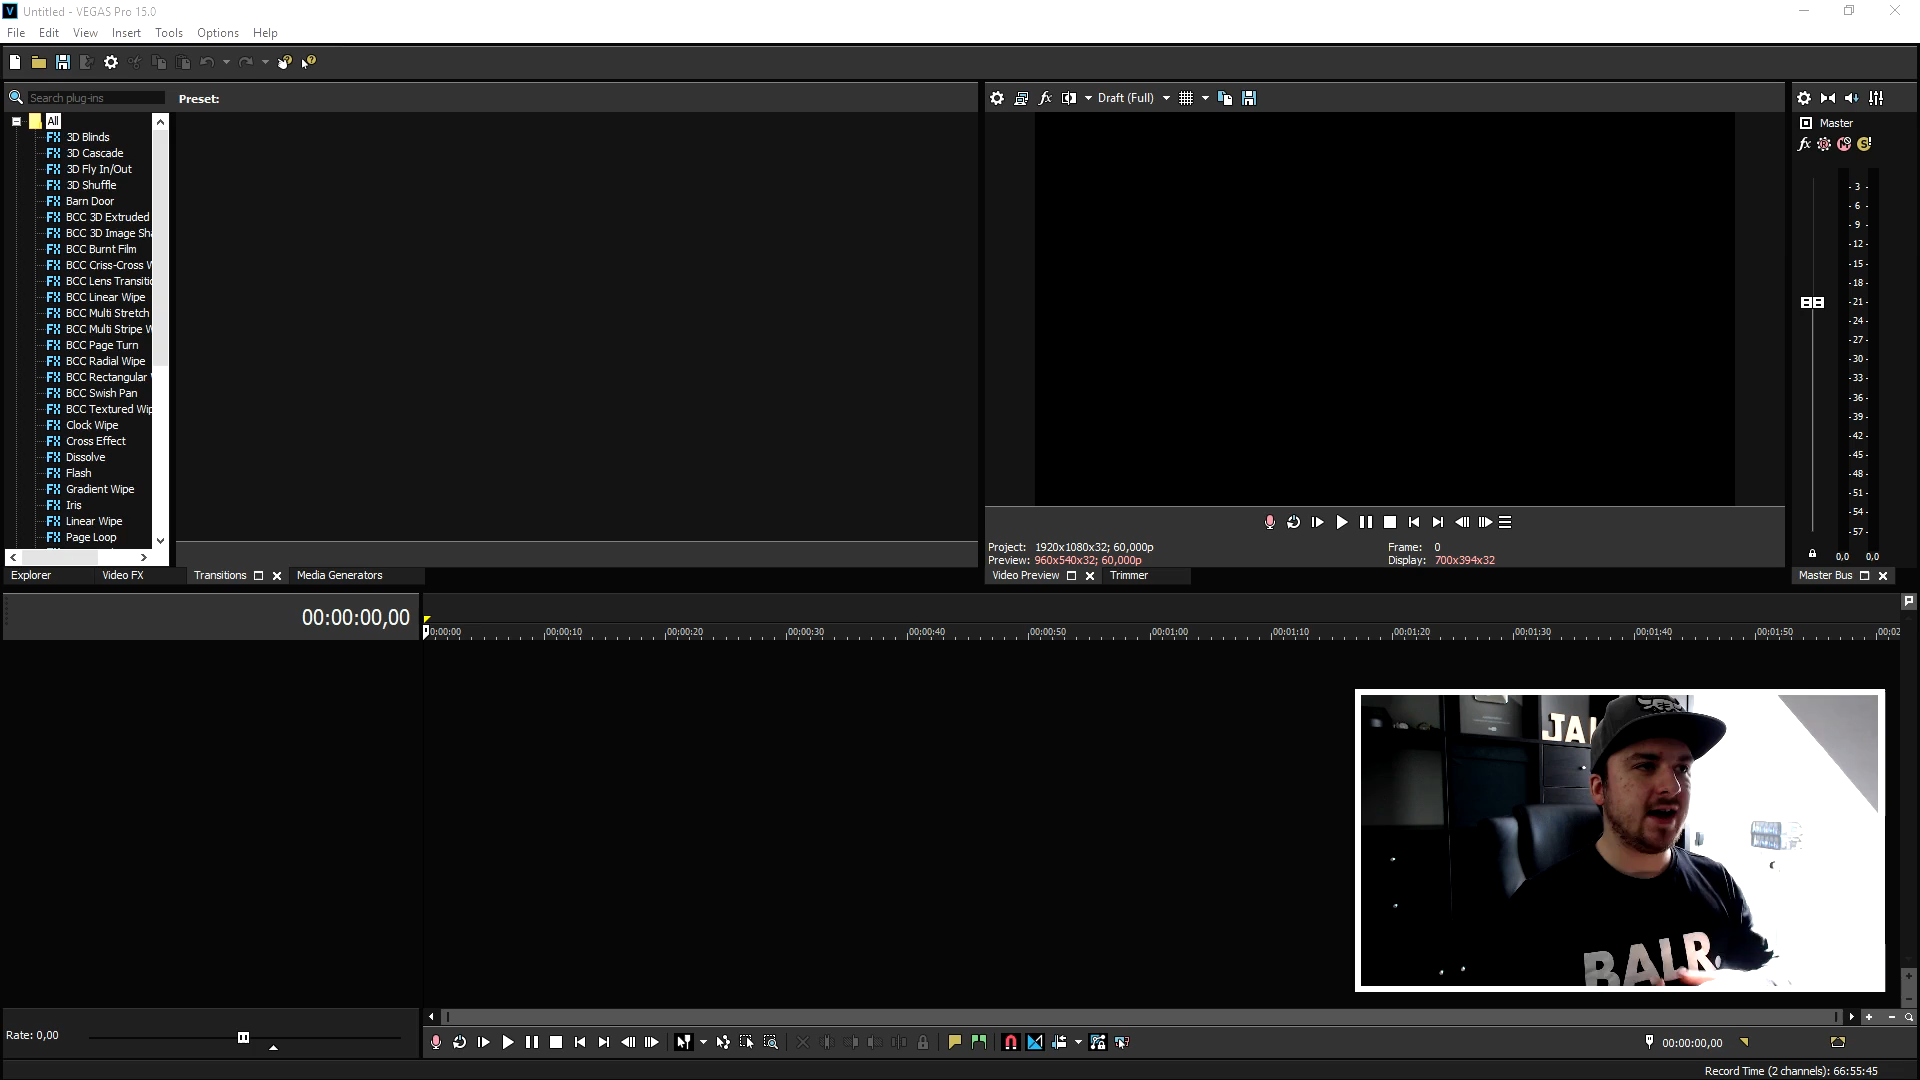 Untitled - VEGAS Pro 15.0
File Edit View Insert Tools Options Help
Search plug-ins
Preset:
All
3D Blinds
3D Cascade
3D Fly In/Out
3D Shuffle
Barn Door
BCC 3D Extruded
BCC 3D Image Sha
BCC Burnt Film
BCC Criss-Cross W
BCC Lens Transitio
BCC Linear Wipe
BCC Multi Stretch
BCC Multi Stripe W
BCC Page Turn
BCC Radial Wipe
BCC Rectangular
BCC Swish Pan
BCC Textured Wip
Clock Wipe
Cross Effect
Dissolve
Flash
Gradient Wipe
Iris
Linear Wipe
Page Loop
Explorer Video FX Transitions Media Generators
Draft (Full)
Project: 1920x1080x32; 60,000p
Preview: 960x540x32; 60,000p
Frame: 0
Display: 700x394x32
Video Preview Trimmer
Master
- 3 -
- 6 -
- 9 -
- 12 -
- 15 -
- 18 -
- 21 -
- 24 -
- 27 -
- 30 -
- 33 -
- 36 -
- 39 -
- 42 -
- 45 -
- 48 -
- 51 -
- 54 -
- 57 -
0,0 0,0
Master Bus
00:00:00,00
0:00:00 00:00:10 00:00:20 00:00:30 00:00:40 00:00:50 00:01:00 00:01:10 00:01:20 00:01:30 00:01:40 00:01:50 00:02
JAI
BALR.
Rate: 0,00
00:00:00,00
Record Time (2 channels): 66:55:45